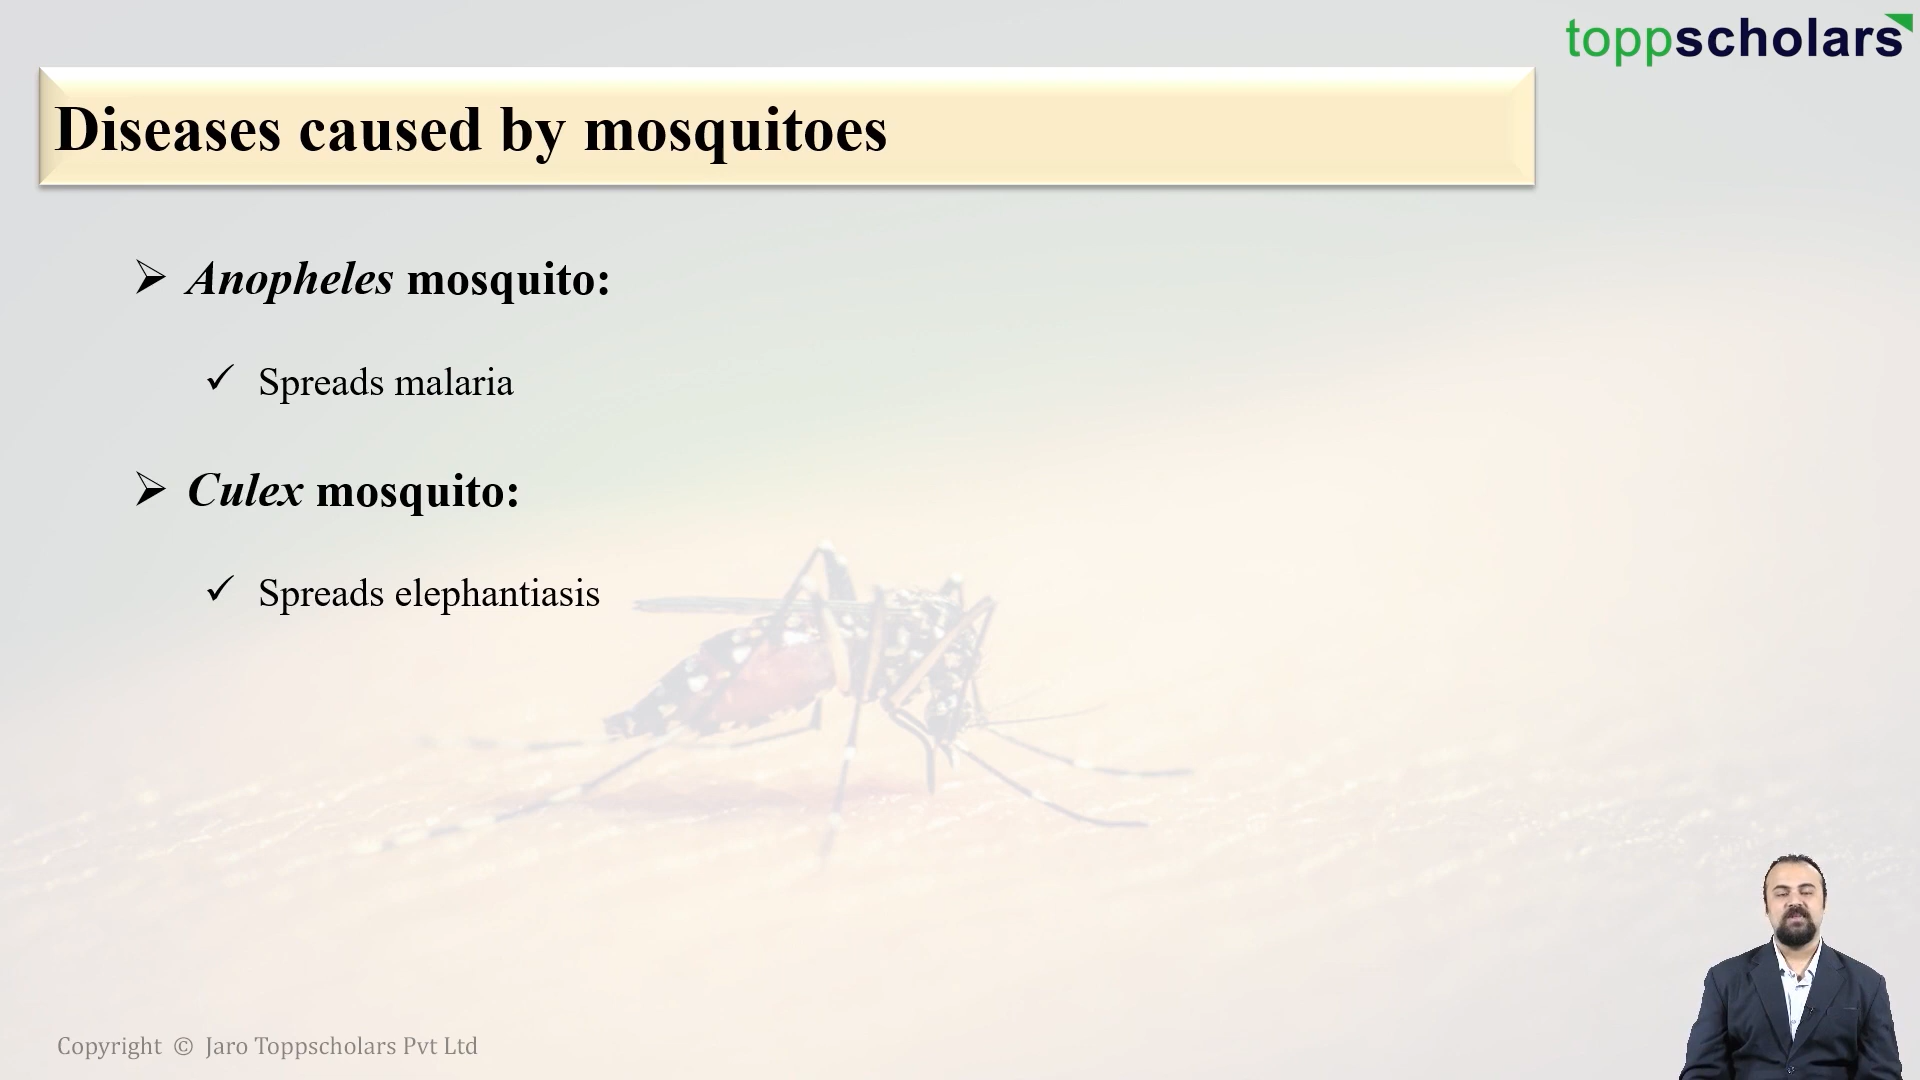 toppscholars
Diseases caused by mosquitoes
➢ Anopheles mosquito:
✓ Spreads malaria
➢ Culex mosquito:
✓ Spreads elephantiasis
Copyright © Jaro Toppscholars Pvt Ltd